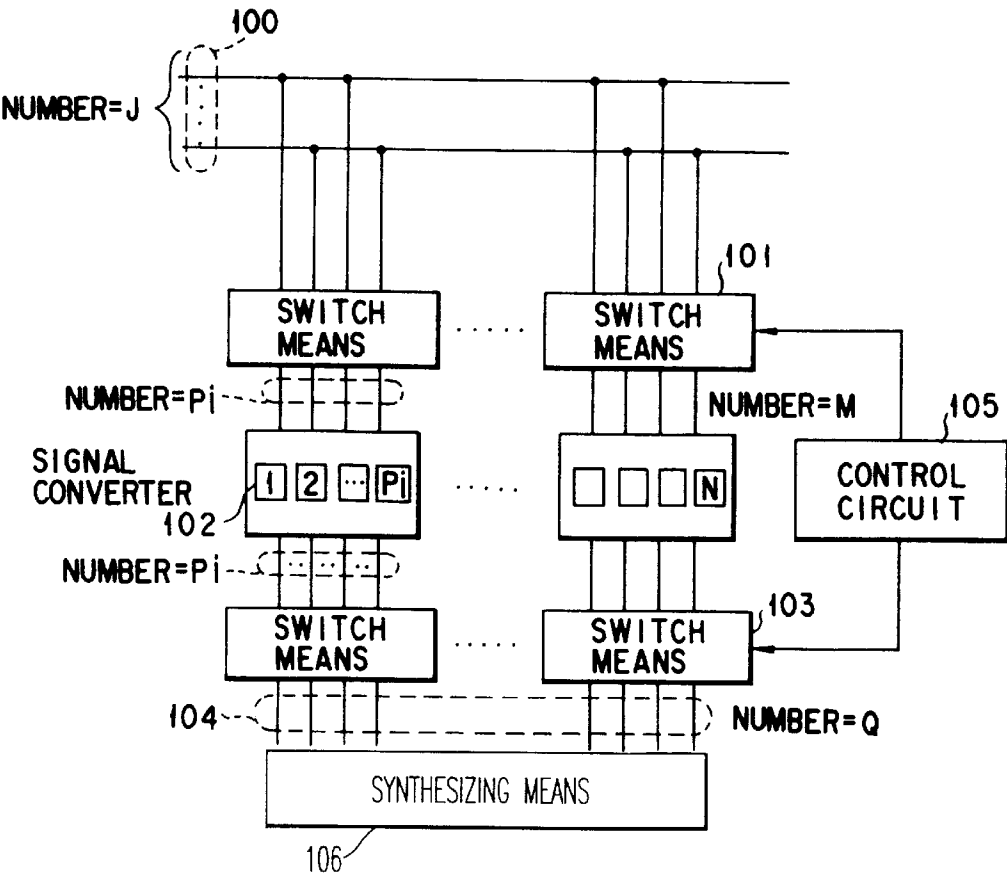 100
NUMBER=J
101
SWITCH
MEANS
.....
SWITCH
MEANS
NUMBER=Pi
NUMBER=M
105
SIGNAL
CONVERTER
1 2 ... Pi
.....
N
CONTROL
CIRCUIT
102
NUMBER=Pi
103
SWITCH
MEANS
.....
SWITCH
MEANS
104
NUMBER=Q
SYNTHESIZING MEANS
106